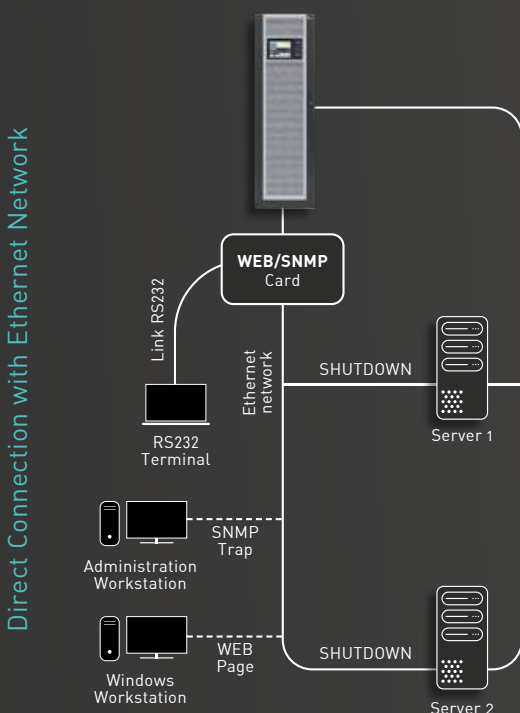 Direct Connection with Ethernet Network
WEB/SNMP
Card
Link RS232
Ethernet
network
SHUTDOWN
Server 1
RS232
Terminal
SNMP
Trap
Administration
Workstation
WEB
Page
SHUTDOWN
Windows
Workstation
Server 2